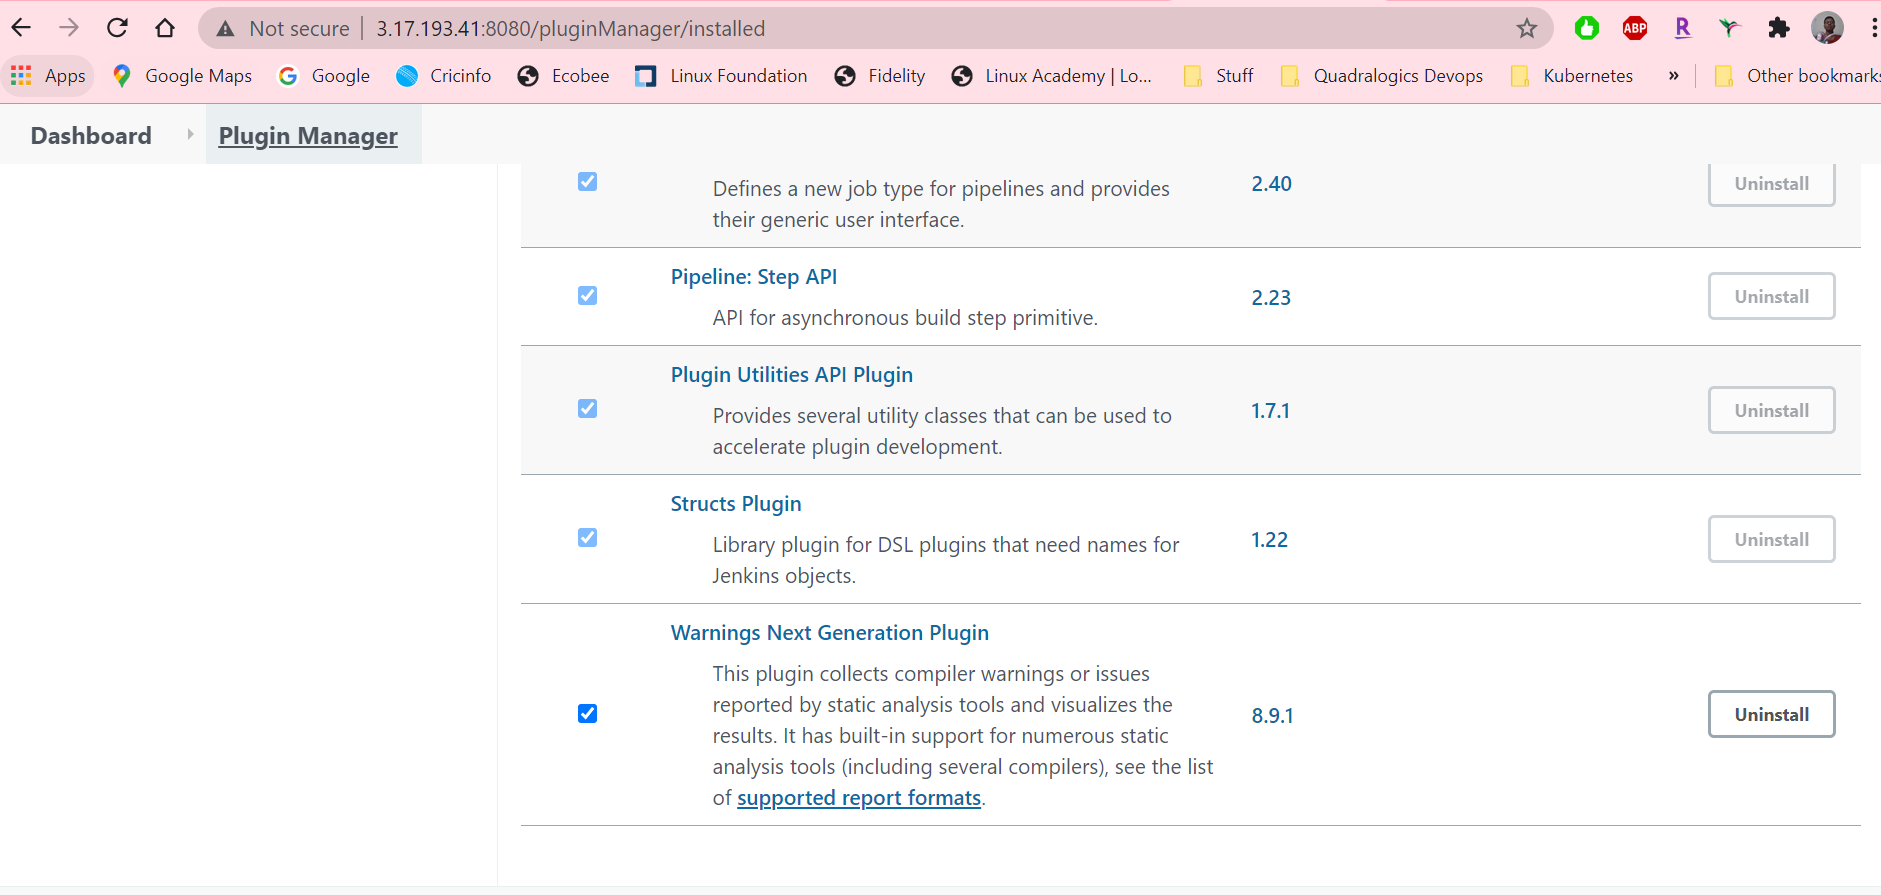 Not secure 3.17.193.41:8080/pluginManager/installed ABP R
Apps Google Maps Google Cricinfo Ecobee Linux Foundation Fidelity Linux Academy | Lo... Stuff Quadralogics Devops Kubernetes » Other bookmarks
Dashboard Plugin Manager
Defines a new job type for pipelines and provides
their generic user interface.
2.40
Uninstall
Pipeline: Step API
API for asynchronous build step primitive.
2.23
Uninstall
Plugin Utilities API Plugin
Provides several utility classes that can be used to
accelerate plugin development.
1.7.1
Uninstall
Structs Plugin
Library plugin for DSL plugins that need names for
Jenkins objects.
1.22
Uninstall
Warnings Next Generation Plugin
This plugin collects compiler warnings or issues
reported by static analysis tools and visualizes the
results. It has built-in support for numerous static
analysis tools (including several compilers), see the list
of supported report formats.
8.9.1
Uninstall